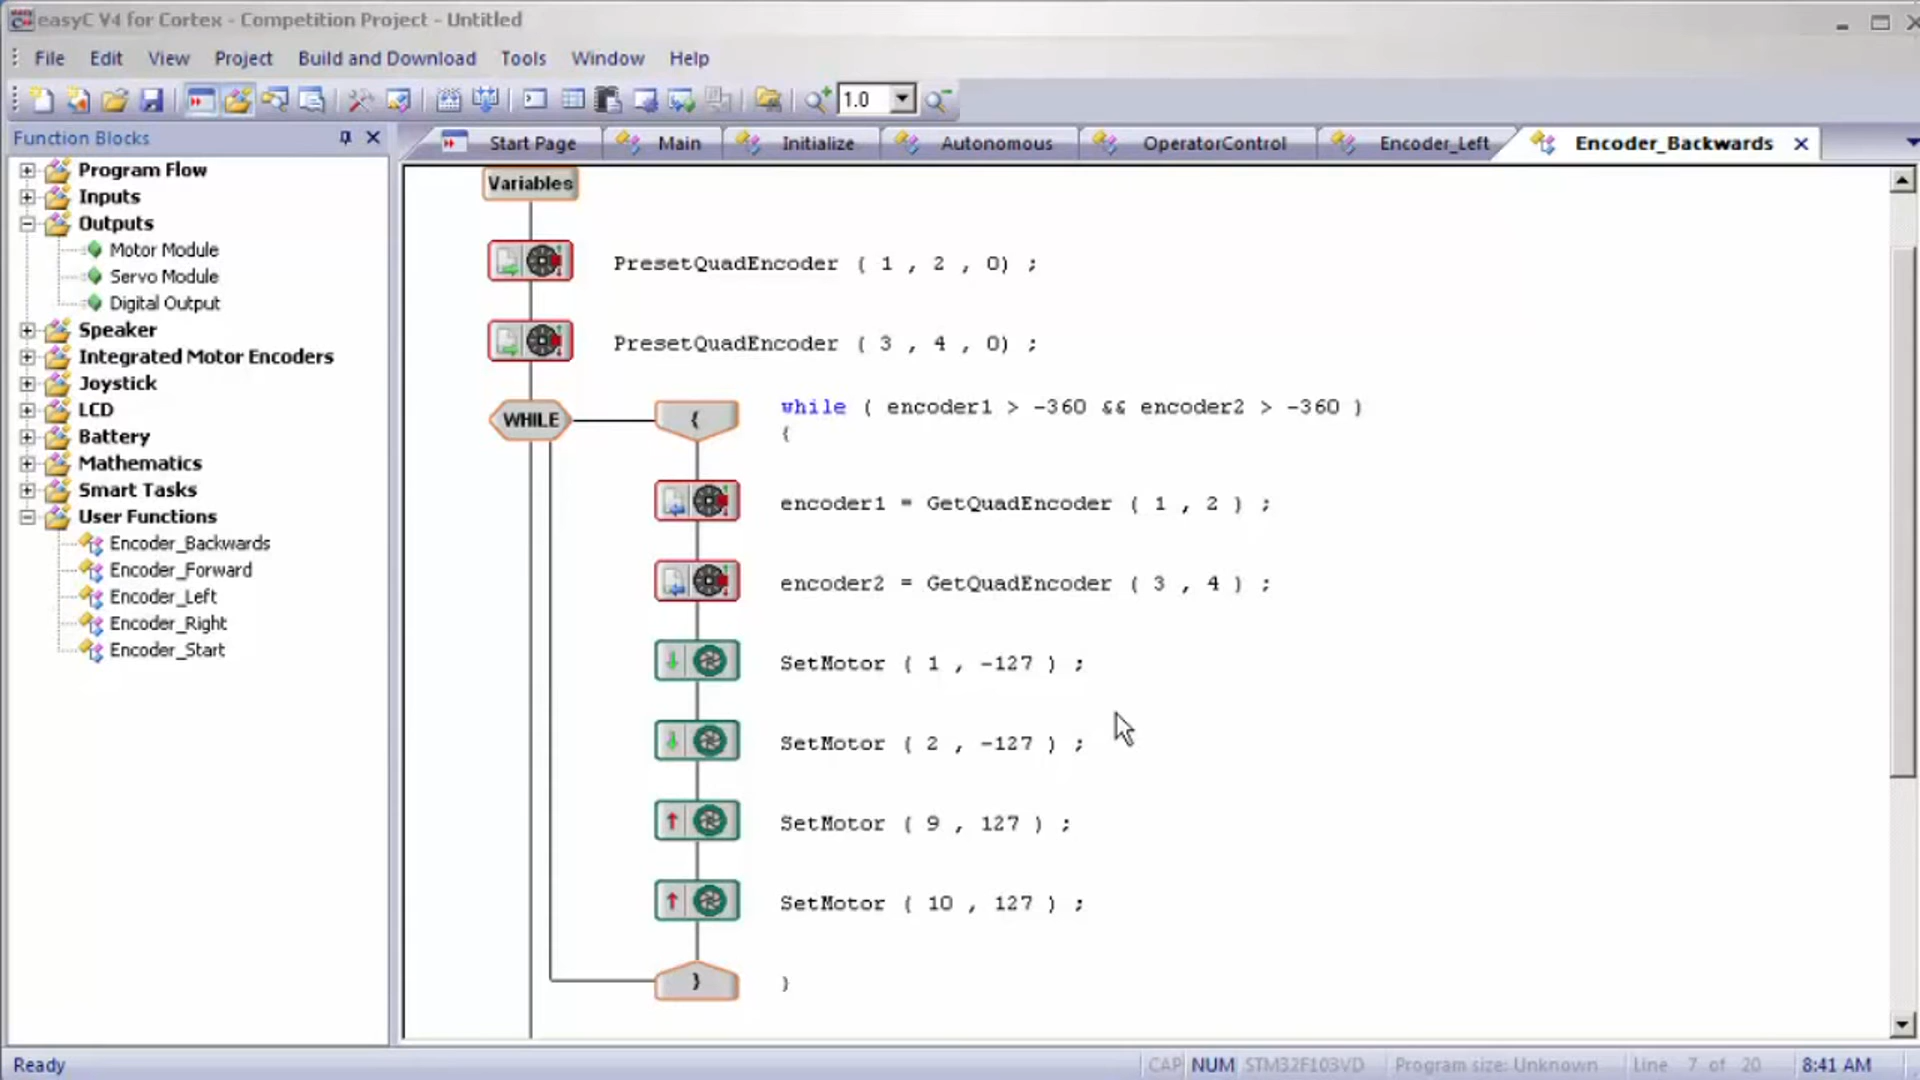 easyC V4 for Cortex - Competition Project - Untitled
File Edit View Project Build and Download Tools Window Help
1.0
Function Blocks
Start Page Main Initialize Autonomous OperatorControl Encoder_Left Encoder_Backwards
Program Flow
Inputs
Outputs
Motor Module
Servo Module
Digital Output
Speaker
Integrated Motor Encoders
Joystick
LCD
Battery
Mathematics
Smart Tasks
User Functions
Encoder_Backwards
Encoder_Forward
Encoder_Left
Encoder_Right
Encoder_Start
Variables
PresetQuadEncoder ( 1 , 2 , 0) ;
PresetQuadEncoder ( 3 , 4 , 0) ;
WHILE { while ( encoder1 > -360 && encoder2 > -360 )
{
encoder1 = GetQuadEncoder ( 1 , 2 ) ;
encoder2 = GetQuadEncoder ( 3 , 4 ) ;
SetMotor ( 1 , -127 ) ;
SetMotor ( 2 , -127 ) ;
SetMotor ( 9 , 127 ) ;
SetMotor ( 10 , 127 ) ;
} }
Ready CAP NUM STM32F103VD Program size: Unknown Line 7 of 20 8:41 AM